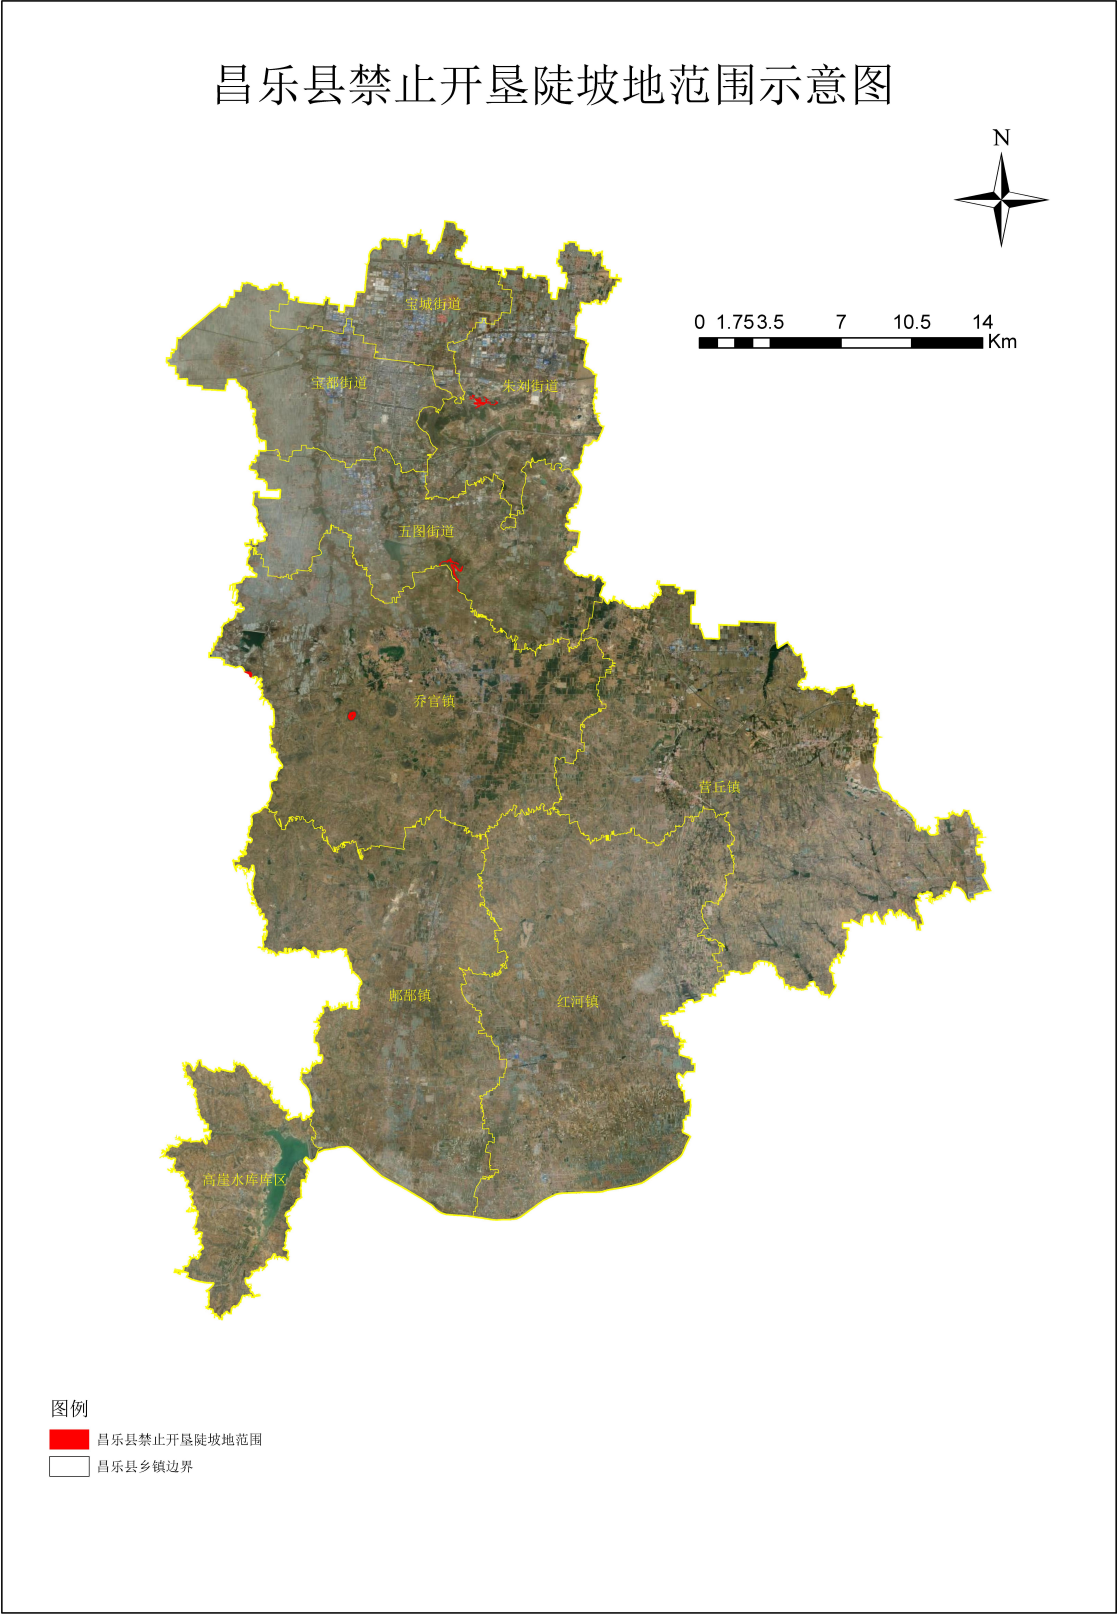 昌乐县禁止开垦陡坡地范围示意图
N
0 1.75 3.5 7 10.5 14
Km
宝城街道
宝都街道
朱刘街道
五图街道
乔官镇
营丘镇
鄌郚镇
红河镇
高崖水库库区
图例
昌乐县禁止开垦陡坡地范围
昌乐县乡镇边界